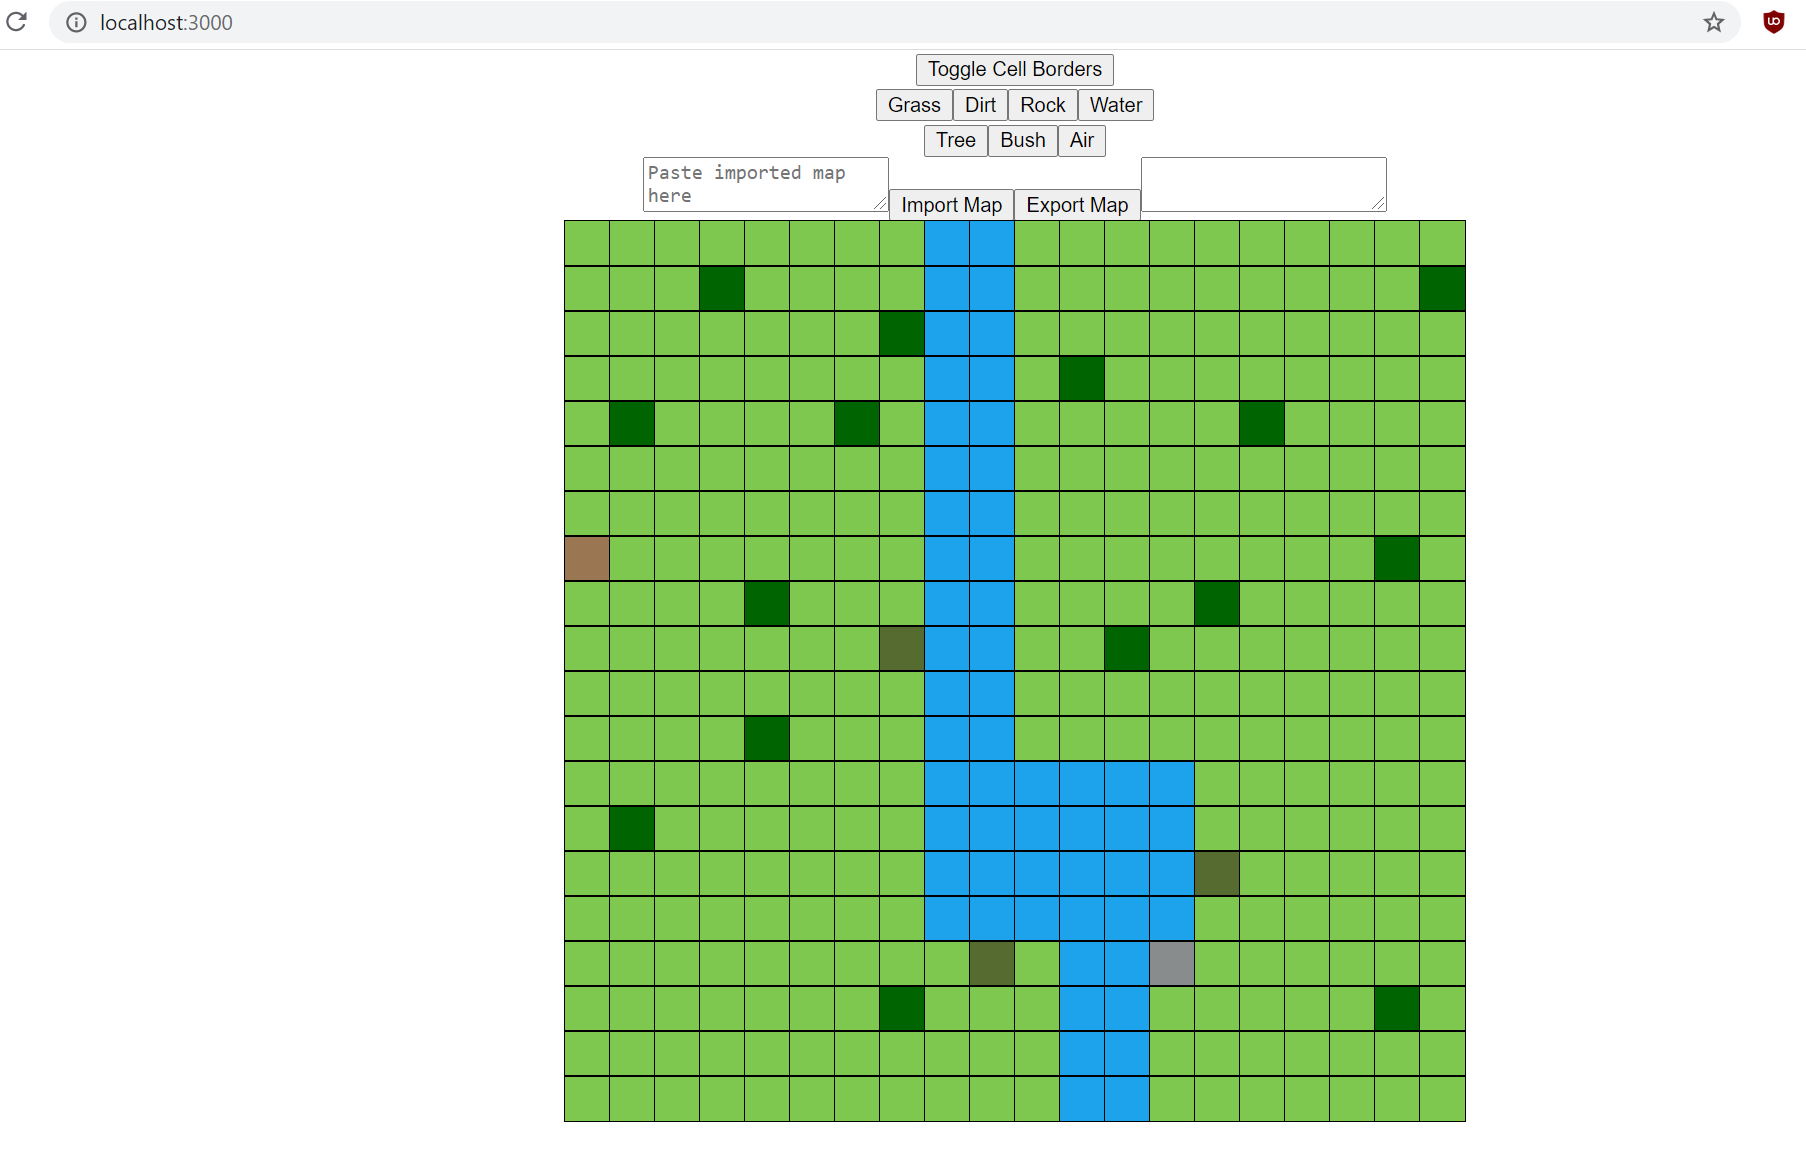 localhost:3000
Toggle Cell Borders
Grass Dirt Rock Water
Tree Bush Air
Paste imported map
here
Import Map Export Map